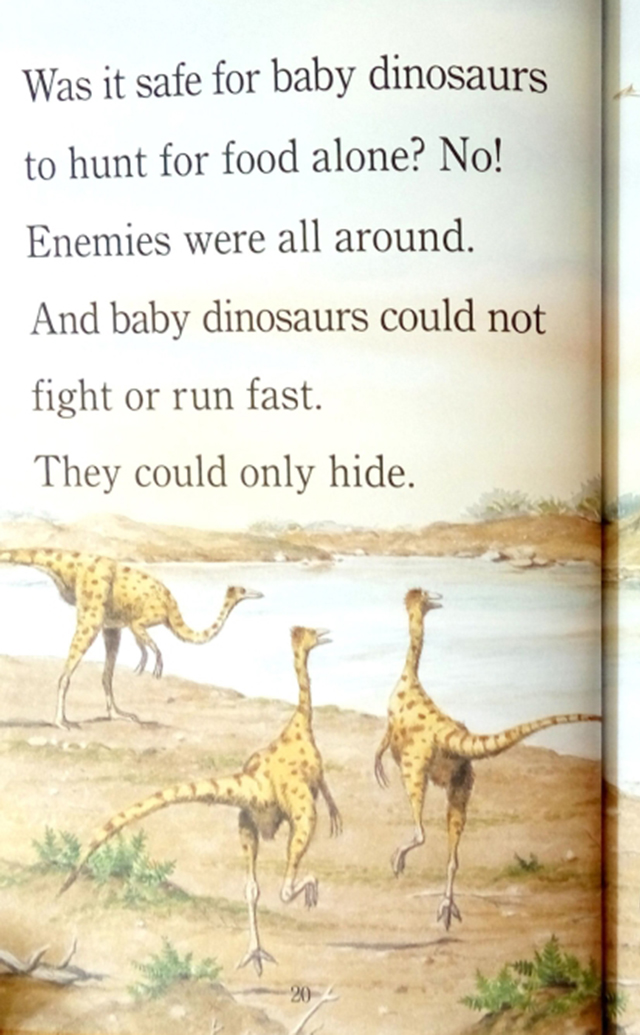 Was it safe for baby dinosaurs
to hunt for food alone? No!
Enemies were all around.
And baby dinosaurs could not
fight or run fast.
They could only hide.
20